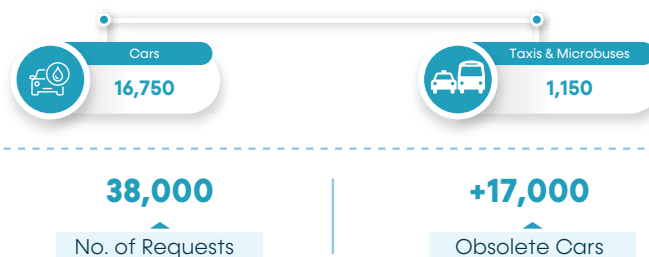 Cars
16,750
Taxis & Microbuses
1,150
38,000
No. of Requests
+17,000
Obsolete Cars